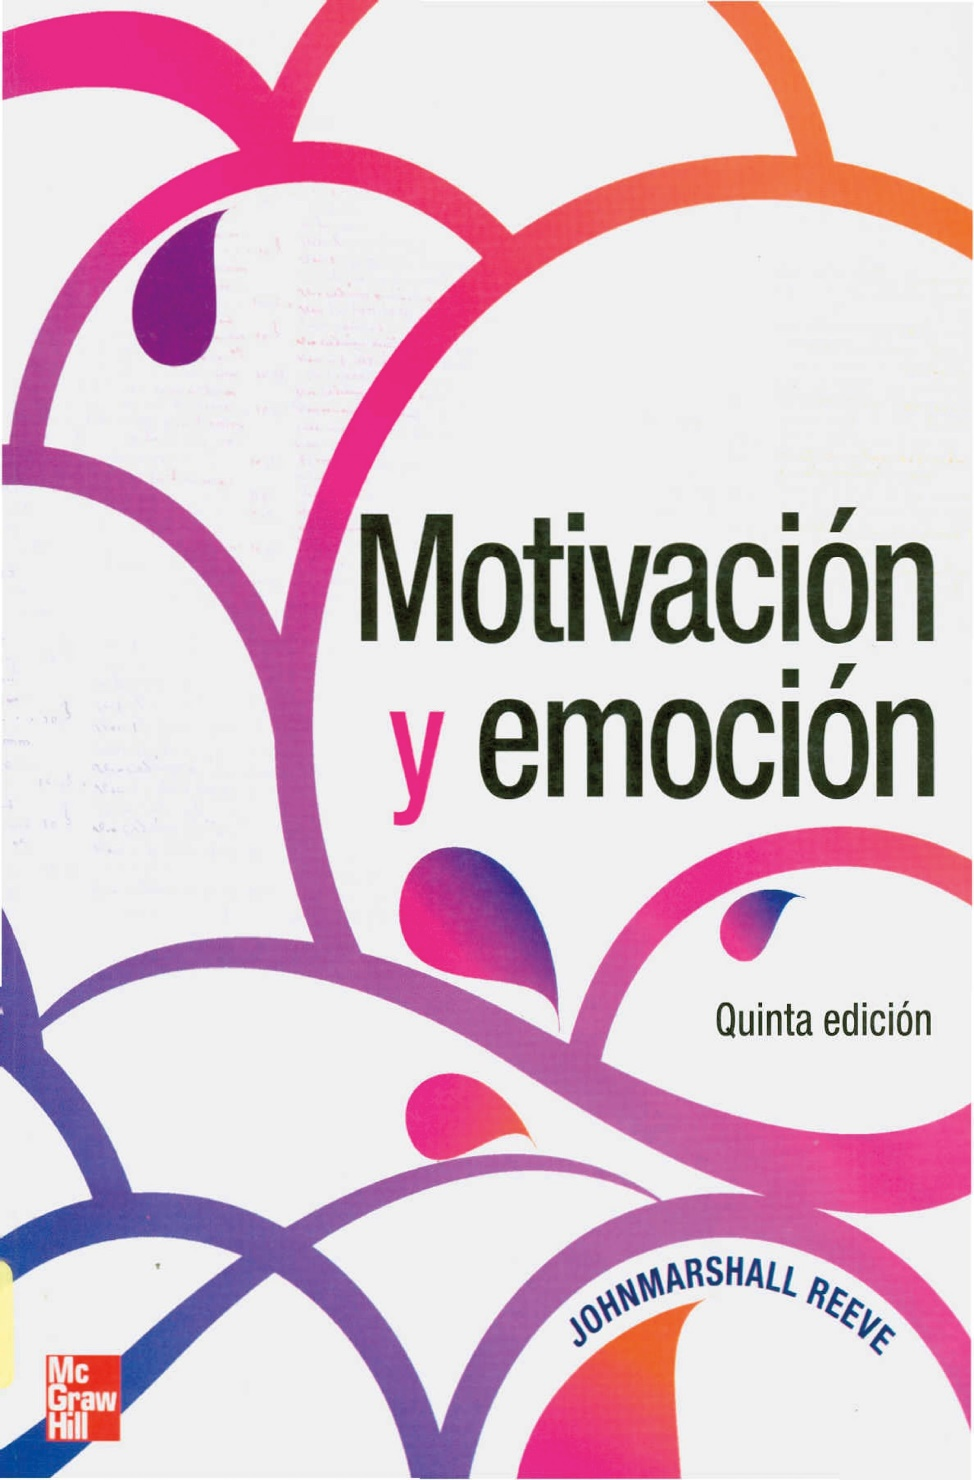 Motivación
y emoción
Quinta edición
JOHNMARSHALL REEVE
Mc
Graw
Hill